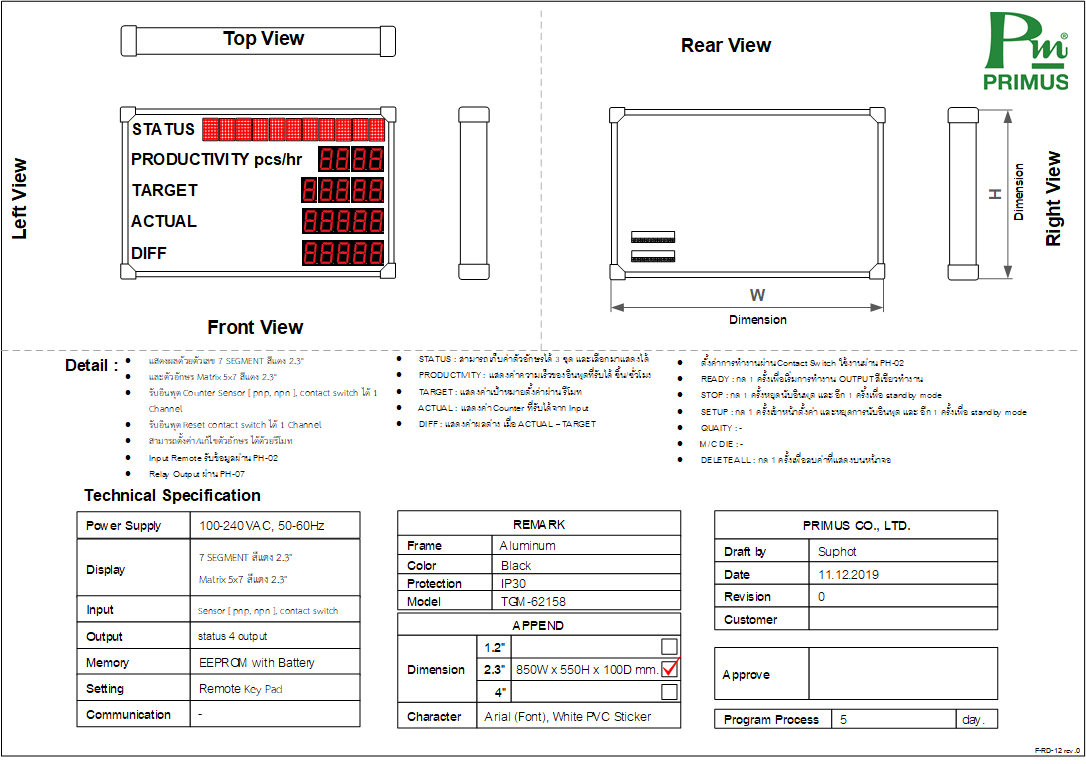 Top View
Rear View
Pm®
PRIMUS
Left View
STATUS
PRODUCTIVITY pcs/hr
TARGET
ACTUAL
DIFF
Front View
W
Dimension
H
Dimension
Right View
Detail :
แสดงผลด้วยตัวเลข 7 SEGMENT สีแดง 2.3"
และตัวอักษร Matrix 5x7 สีแดง 2.3"
รับอินพุต Counter Sensor [ pnp, npn ], contact switch ได้ 1
Channel
รับอินพุต Reset contact switch ได้ 1 Channel
สามารถตั้งค่า/แก้ไขตัวอักษร ได้ด้วยรีโมท
Input Remote รับข้อมูลผ่าน PH-02
Relay Output ผ่าน PH-07
STATUS : สามารถเก็บค่าตัวอักษรได้ 3 ชุด และเลือกมาแสดงได้
PRODUCTIVITY : แสดงค่าความเร็วของอินพุตที่รับได้ ชิ้น/ชั่วโมง
TARGET : แสดงค่าเป้าหมายตั้งค่าผ่าน รีโมท
ACTUAL : แสดงค่า Counter ที่รับได้จาก Input
DIFF : แสดงค่าผลต่าง เมื่อ ACTUAL – TARGET
ตั้งค่าการทำงานผ่าน Contact Switch ใช้งานผ่าน PH-02
READY : กด 1 ครั้งเพื่อเริ่มการทำงาน OUTPUT สีเขียวทำงาน
STOP : กด 1 ครั้งหยุดนับอินพุต และ อีก 1 ครั้งเพื่อ standby mode
SETUP : กด 1 ครั้งเข้าหน้าตั้งค่า และหยุดการนับอินพุต และ อีก 1 ครั้งเพื่อ standby mode
QUAITY : -
M/C DIE : -
DELETE ALL : กด 1 ครั้งเพื่อลบค่าที่แสดงบนหน้าจอ
Technical Specification
Power Supply 100-240 VAC, 50-60Hz
Display
7 SEGMENT สีแดง 2.3"
Matrix 5x7 สีแดง 2.3"
Input Sensor [ pnp, npn ], contact switch
Output status 4 output
Memory EEPROM with Battery
Setting Remote Key Pad
Communication -
REMARK
Frame Aluminum
Color Black
Protection IP30
Model TGM-62158
APPEND
Dimension
1.2"
2.3" 850W x 550H x 100D mm.
4"
Character Arial (Font), White PVC Sticker
PRIMUS CO., LTD.
Draft by Suphot
Date 11.12.2019
Revision 0
Customer
Approve
Program Process 5 day.
F-RD-12 rev.0